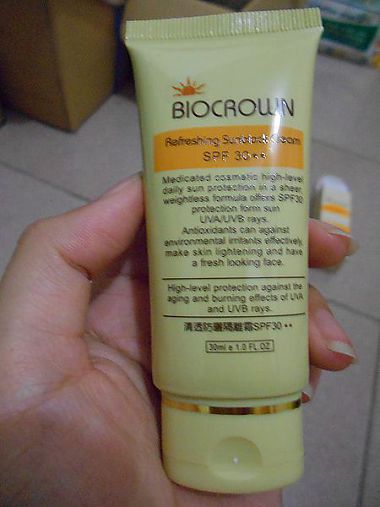 BIOCROWN
Refreshing Sunblock Cream
SPF 30**
Medicated cosmetic high-level
daily sun protection in a sheer,
weightless formula offers SPF30
protection form sun
UVA/UVB rays.
Antioxidants can against
environmental irritants effectively,
make skin lightening and have
a fresh looking face.
High-level protection against the
aging and burning effects of UVA
and UVB rays.
清透防曬隔離霜SPF30 **
30ml e 1.0 FL.OZ